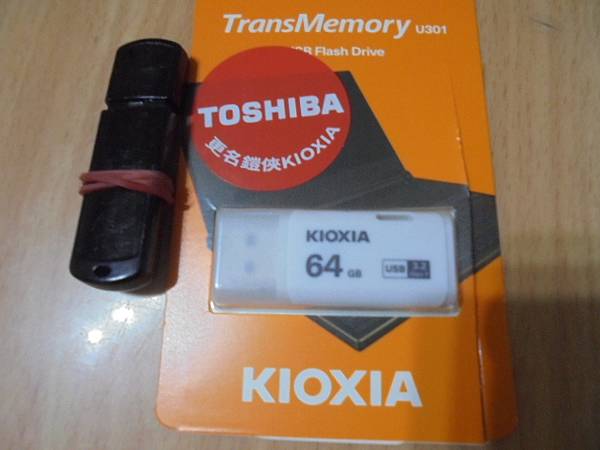 TransMemory U301
USB Flash Drive
TOSHIBA
更名鎧俠KIOXIA
KIOXIA
64 GB
USB 3.2
KIOXIA